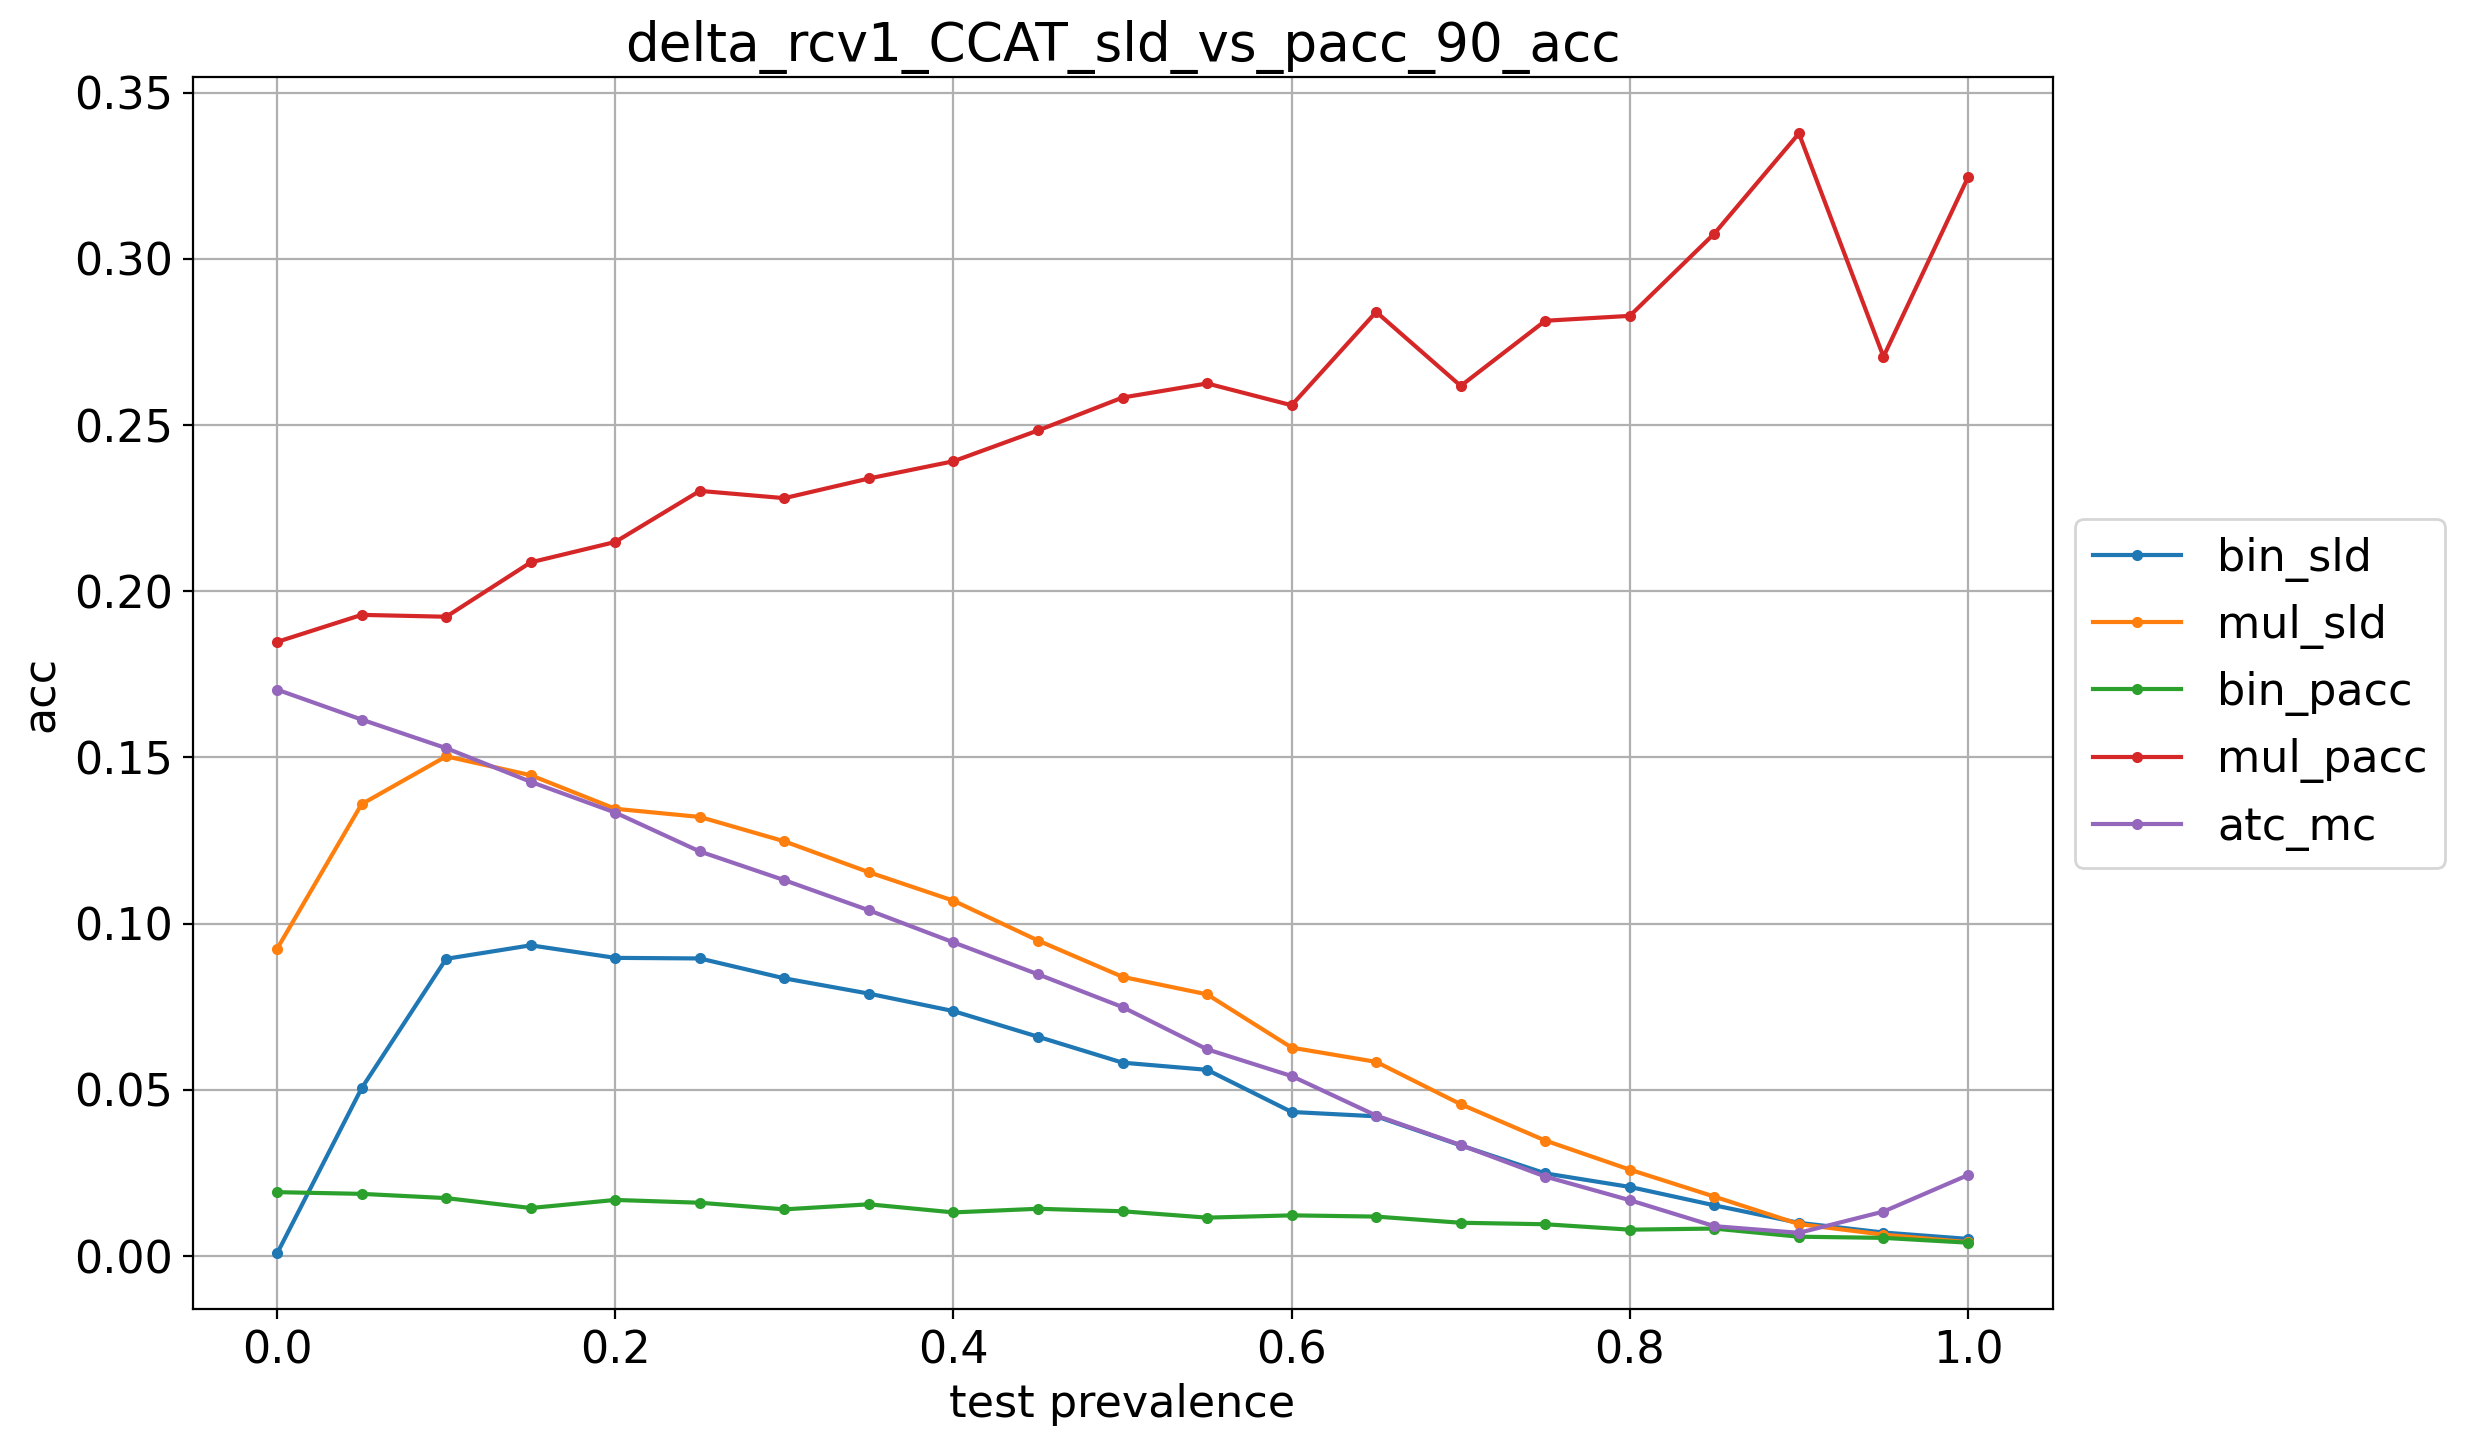 delta_rcv1_CCAT_sld_vs_pacc_90_acc
0.35
0.30
0.25
0.20
0.15
0.10
0.05
0.00
acc
0.0 0.2 0.4 0.6 0.8 1.0
test prevalence
bin_sld
mul_sld
bin_pacc
mul_pacc
atc_mc